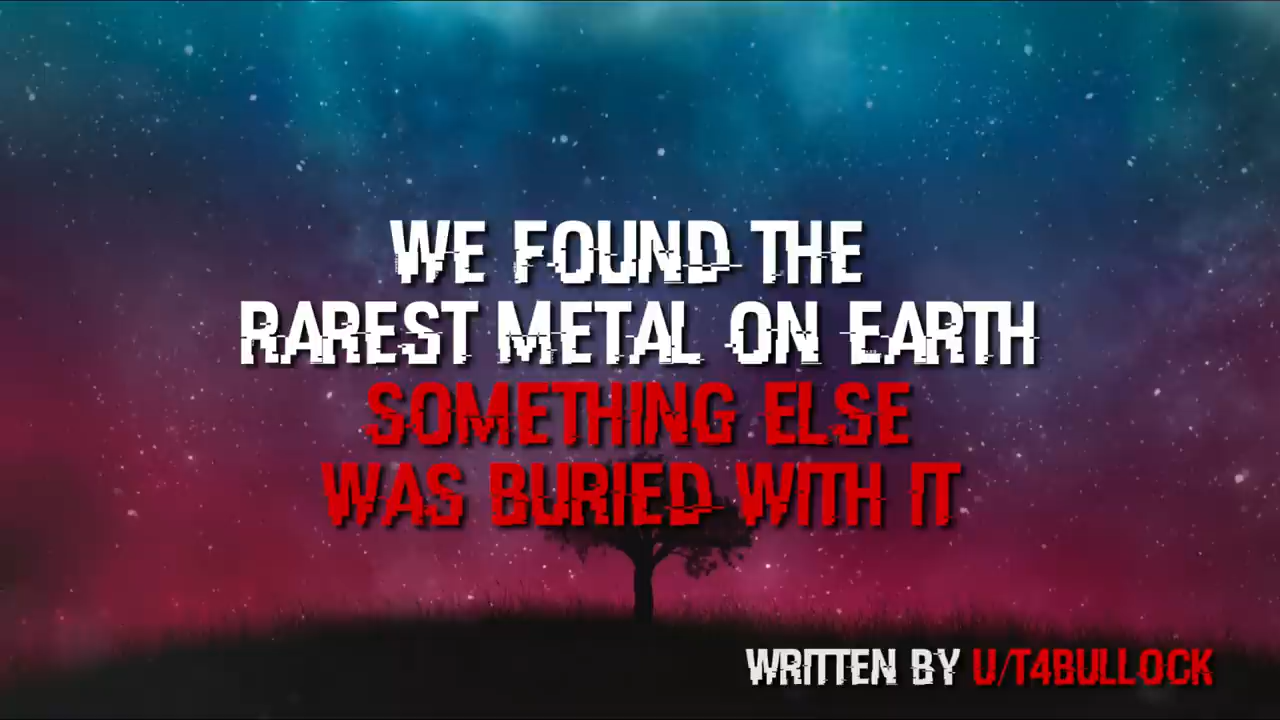 WE FOUND THE
RAREST METAL ON EARTH
SOMETHING ELSE
WAS BURIED WITH IT
WRITTEN BY U/T4BULLOCK